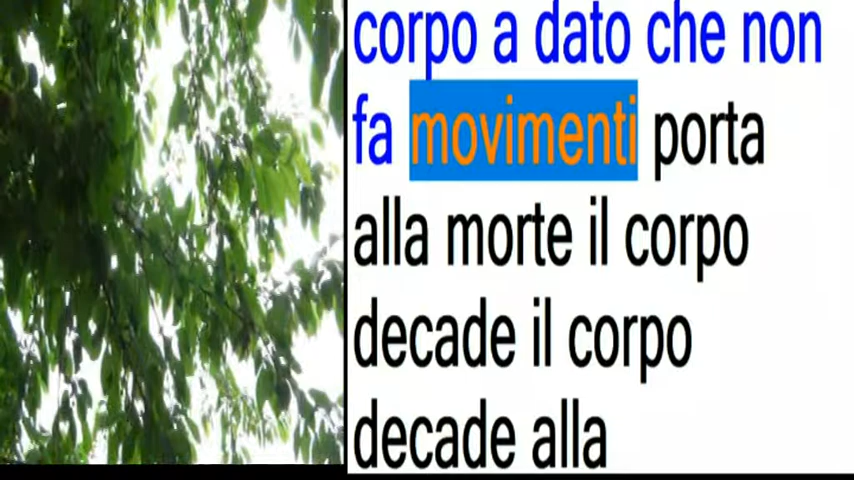 corpo a dato che non
fa movimenti porta
alla morte il corpo
decade il corpo
decade alla